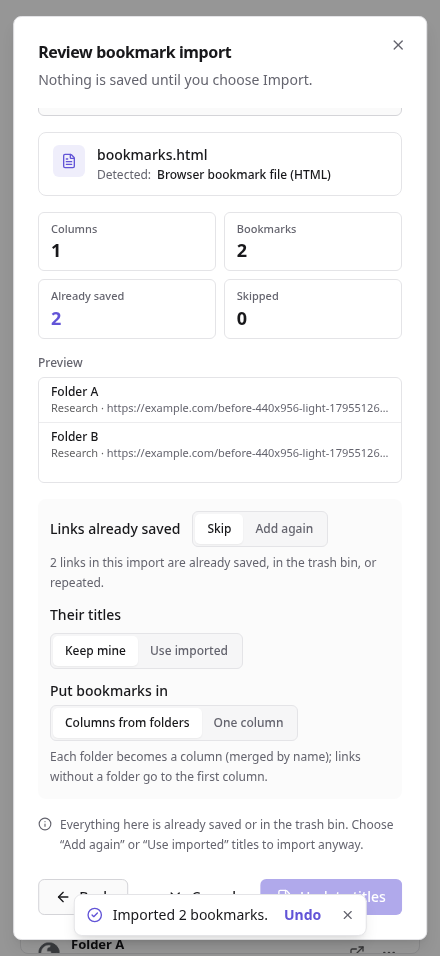 Review bookmark import
Nothing is saved until you choose Import.
bookmarks.html
Detected: Browser bookmark file (HTML)
Columns
1
Bookmarks
2
Already saved
2
Skipped
0
Preview
Folder A
Research · https://example.com/before-440x956-light-17955126...
Folder B
Research · https://example.com/before-440x956-light-17955126...
Links already saved
Skip
Add again
2 links in this import are already saved, in the trash bin, or
repeated.
Their titles
Keep mine
Use imported
Put bookmarks in
Columns from folders
One column
Each folder becomes a column (merged by name); links
without a folder go to the first column.
Everything here is already saved or in the trash bin. Choose
“Add again” or “Use imported” titles to import anyway.
titles
Imported 2 bookmarks.
Undo
Folder A